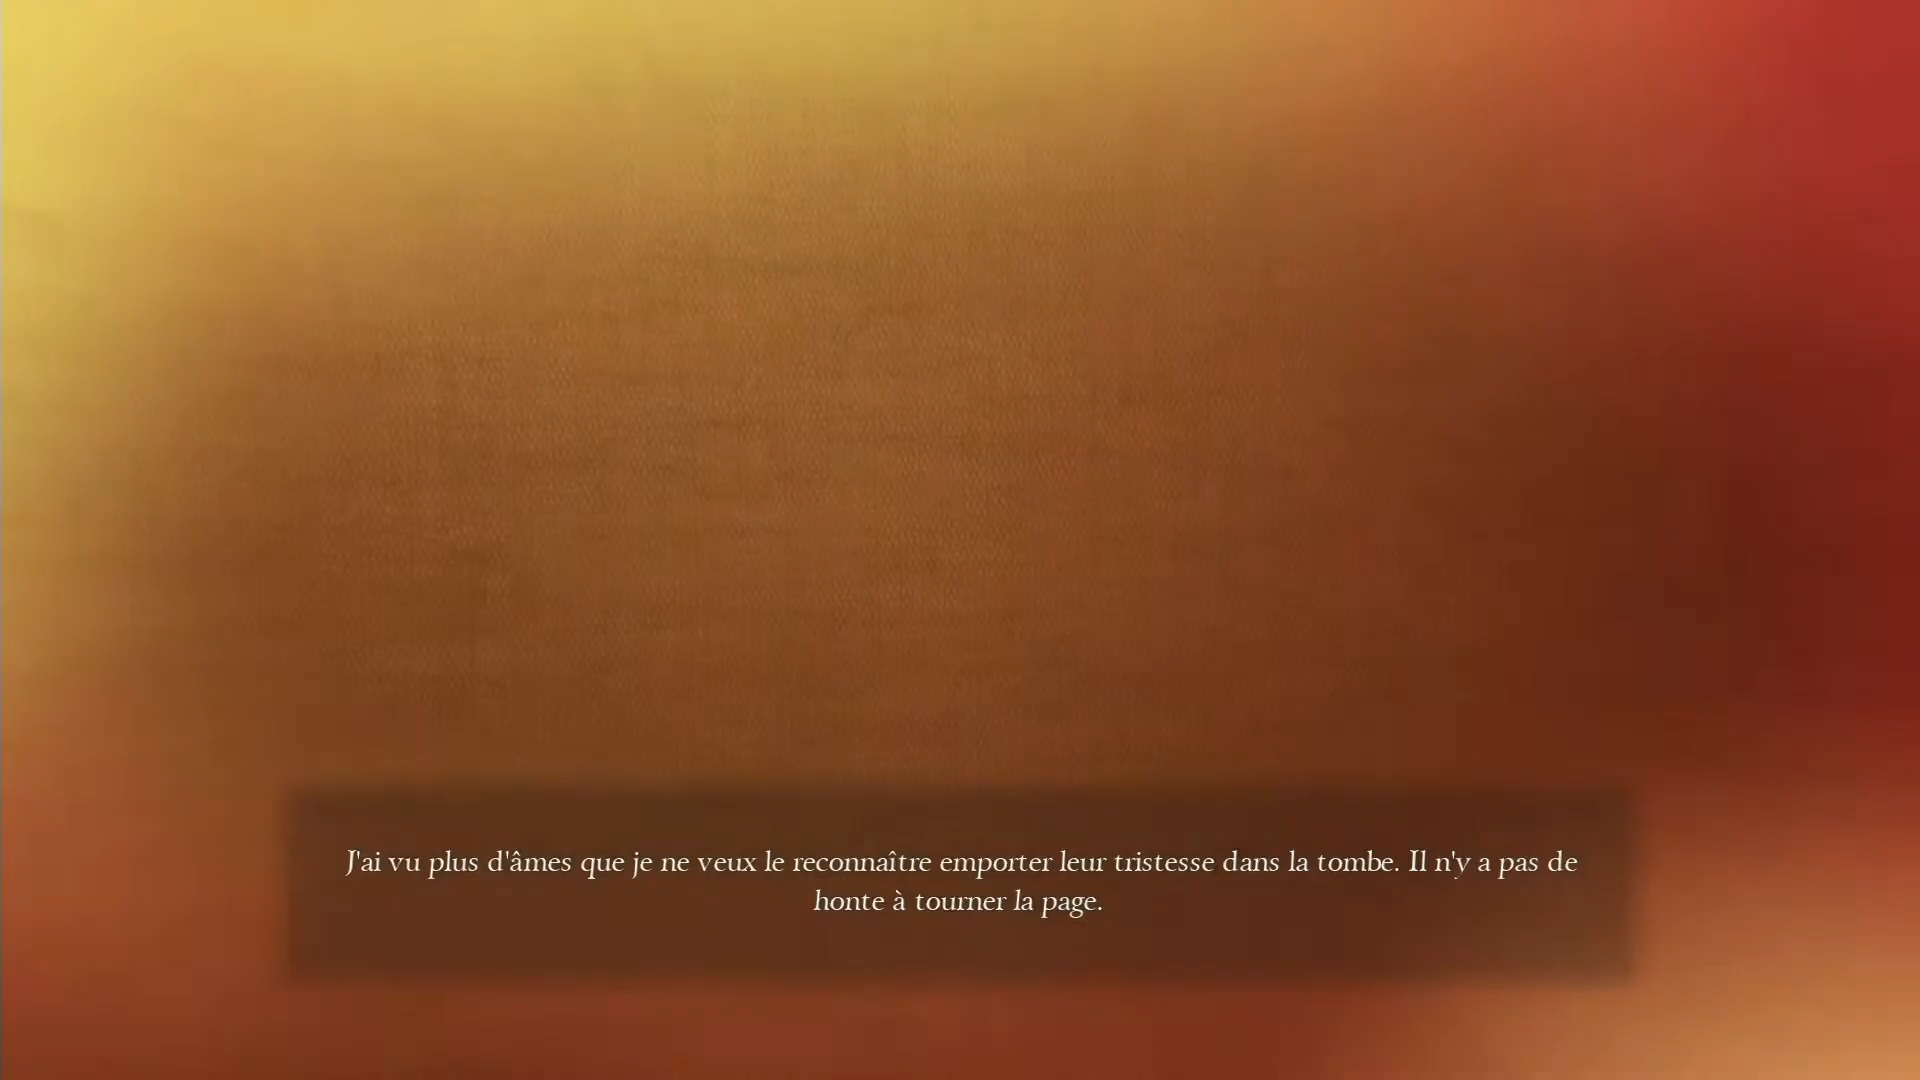 J'ai vu plus d'âmes que je ne veux le reconnaître emporter leur tristesse dans la tombe. Il n'y a pas de
honte à tourner la page.